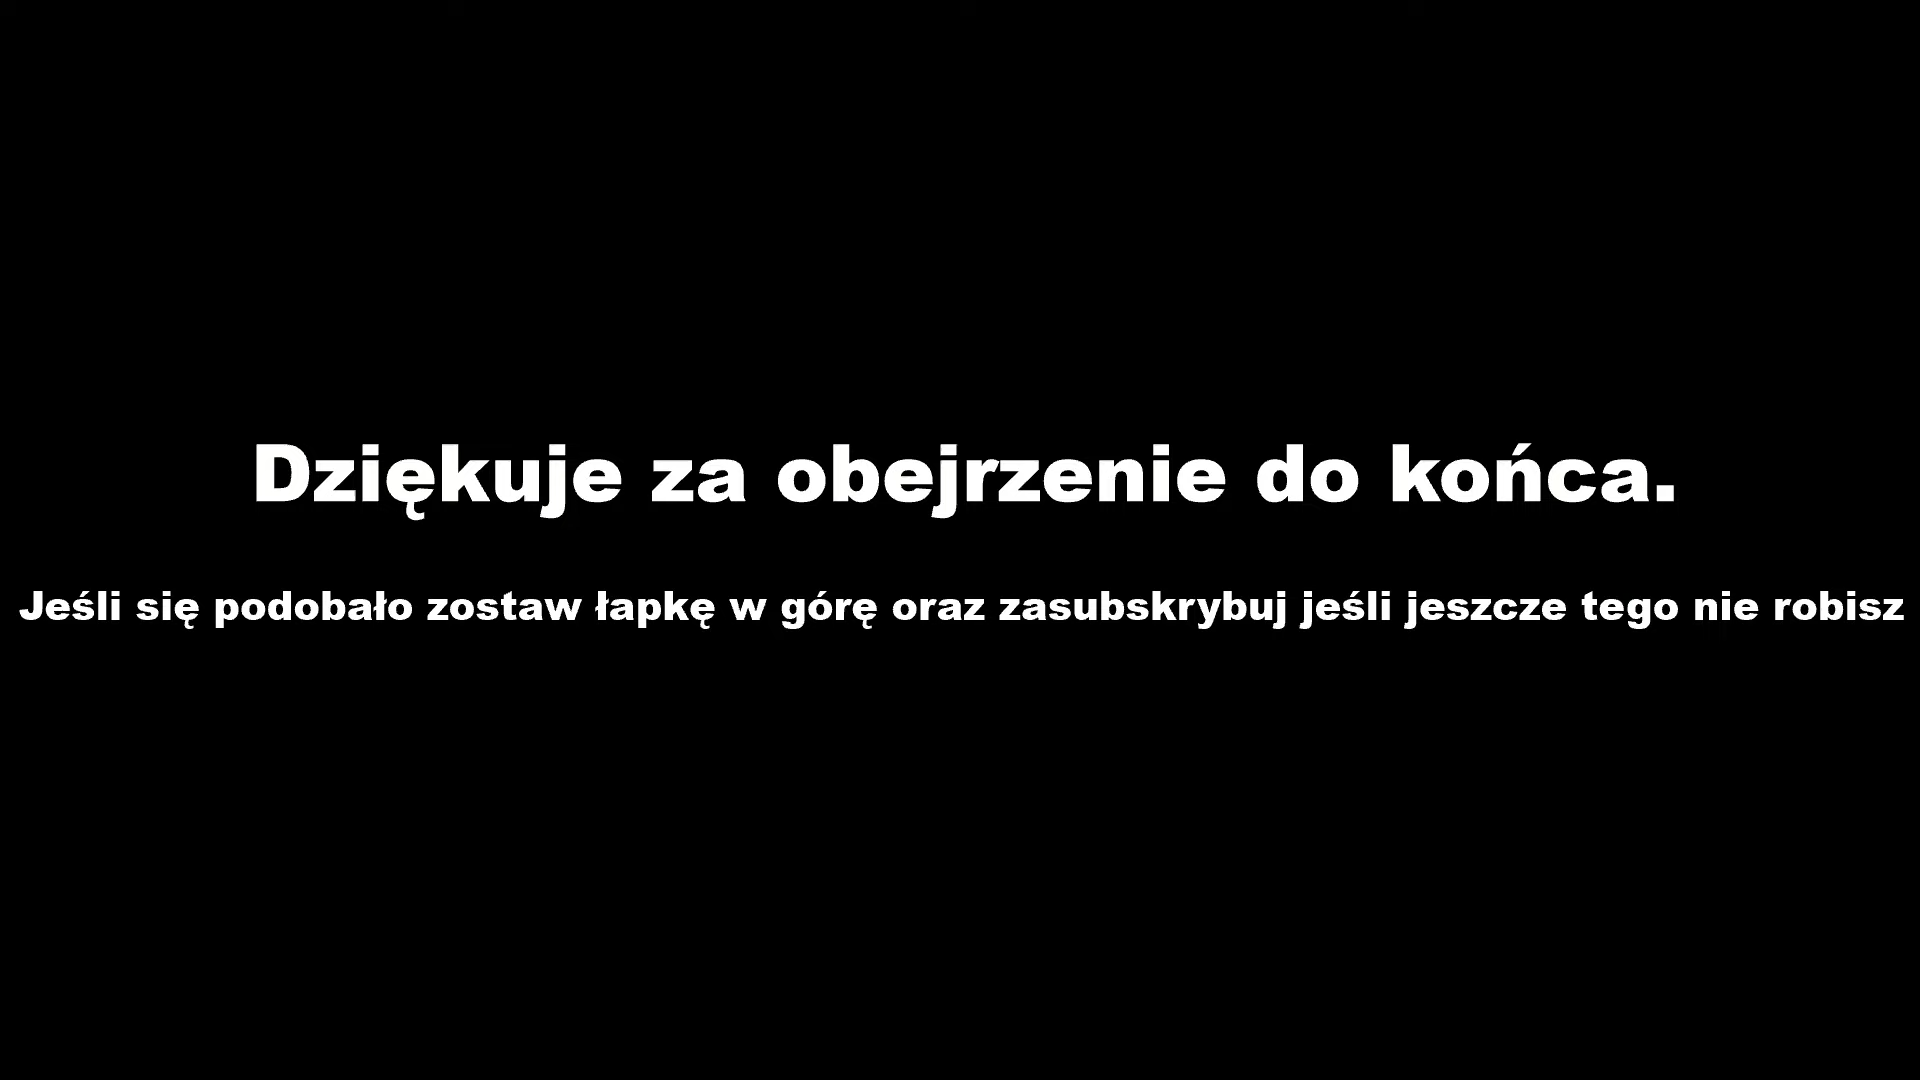 Dziękuje za obejrzenie do końca.
Jeśli się podobało zostaw łapkę w górę oraz zasubskrybuj jeśli jeszcze tego nie robisz